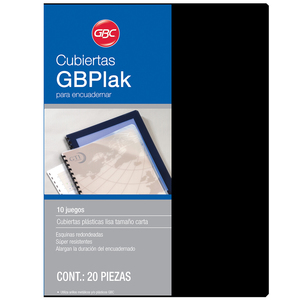 GBC
Cubiertas
GBPlak
para encuadernar
10 juegos
Cubiertas plásticas lisa tamaño carta
Esquinas redondeadas
Súper resistentes
Alargan la duración del encuadernado
CONT.: 20 PIEZAS